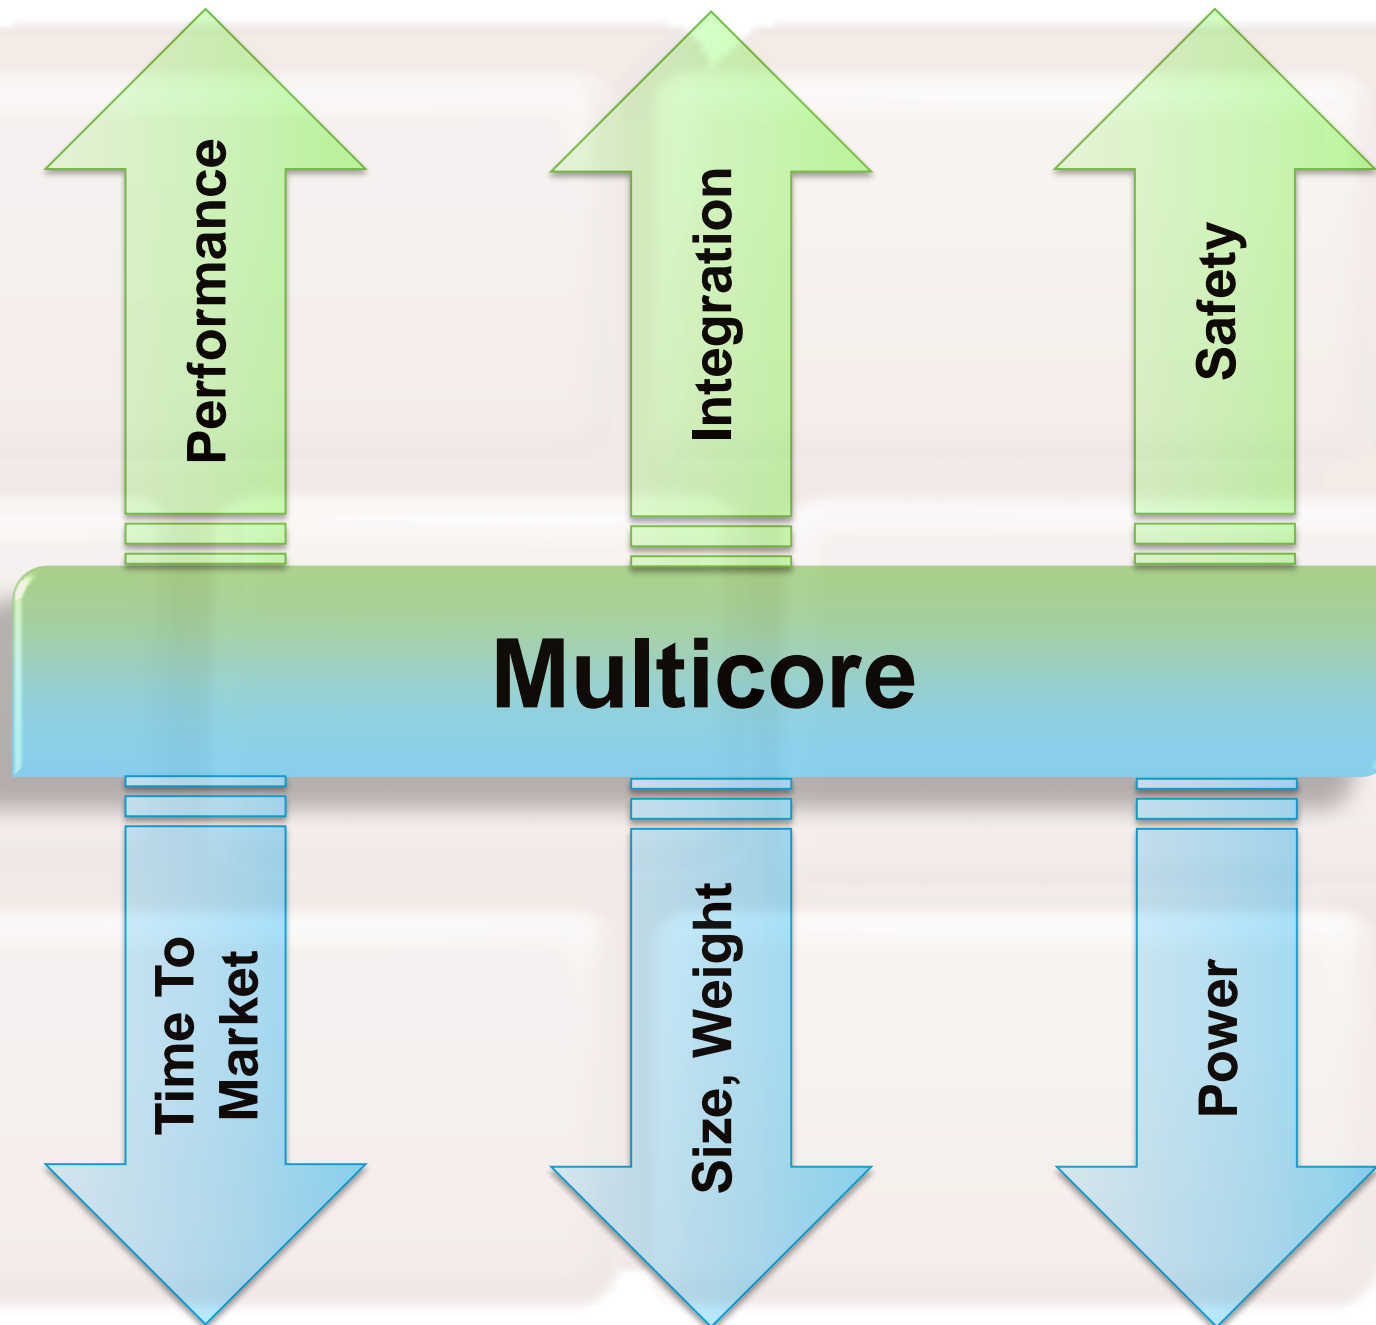 Performance
Integration
Safety
Multicore
Time To
Market
Size, Weight
Power